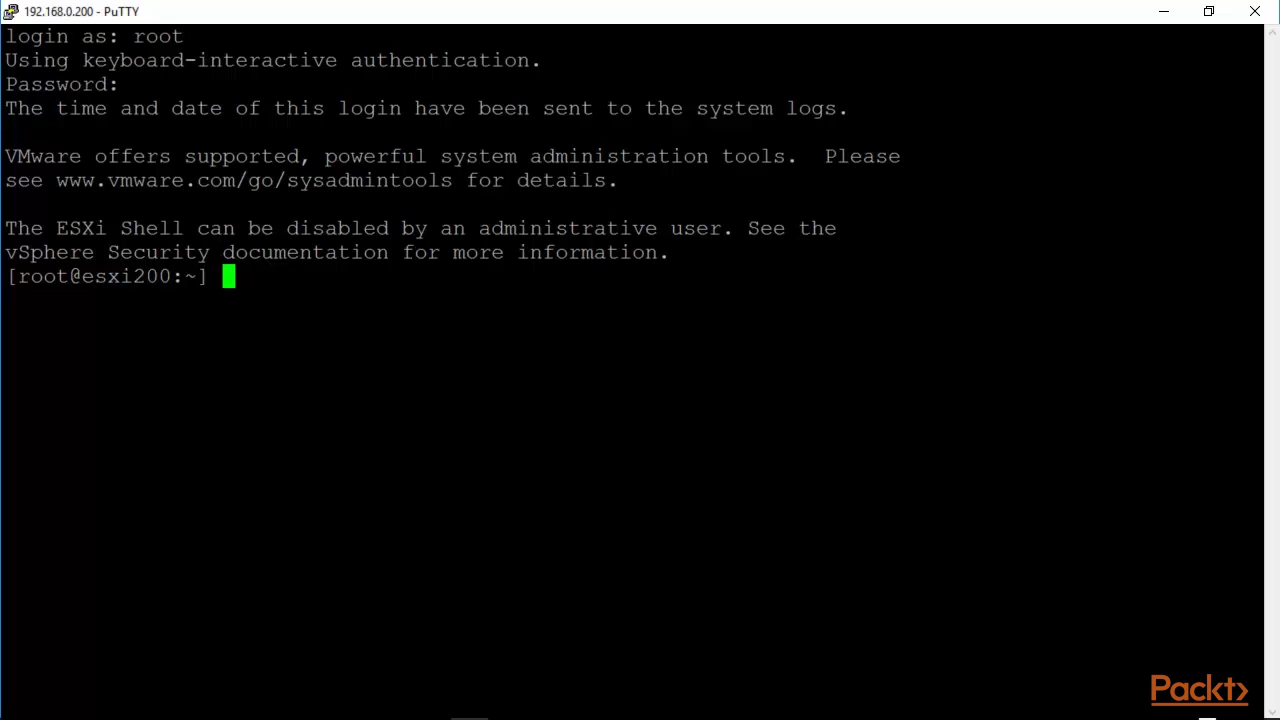 192.168.0.200 - PuTTY
login as: root
Using keyboard-interactive authentication.
Password:
The time and date of this login have been sent to the system logs.
VMware offers supported, powerful system administration tools.  Please
see www.vmware.com/go/sysadmintools for details.
The ESXi Shell can be disabled by an administrative user. See the
vSphere Security documentation for more information.
[root@esxi200:~]
Packt>